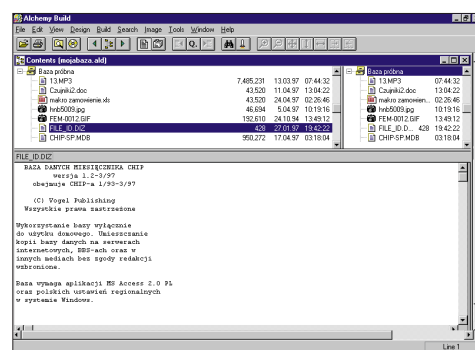 Alchemy Build
File Edit View Design Build Search Image Tools Window Help
Contents (mojabaza.ald)
Baza próbna
13.MP3 7,485,231 13.03.97 07:44:32
Czujniki2.doc 43,520 11.04.97 13:04:22
makro zamowienie.xls 43,520 24.04.97 02:26:46
hnb5009.jpg 46,694 5.04.97 10:19:16
FEM-0012.GIF 192,610 24.10.94 13:49:12
FILE_ID.DIZ 428 27.01.97 19:42:22
CHIP-SP.MDB 950,272 17.04.97 03:18:04
Baza próbna
13.MP3 07:44:32
Czujniki2.doc 13:04:22
makro zamowien... 02:26:46
hnb5009.jpg 10:19:16
FEM-0012.GIF 13:49:12
FILE_ID.D... 428 19:42:22
CHIP-SP.MDB 03:18:04
FILE_ID.DIZ
BAZA DANYCH MIESIĘCZNIKA CHIP
wersja 1.2-3/97
obejmuje CHIP-a 1/93-3/97
(C) Vogel Publishing
Wszystkie prawa zastrzeżone
Wykorzystanie bazy wyłącznie
do użytku domowego. Umieszczanie
kopii bazy danych na serwerach
internetowych, BBS-ach oraz w
innych mediach bez zgody redakcji
wzbronione.
Baza wymaga aplikacji MS Access 2.0 PL
oraz polskich ustawień regionalnych
w systemie Windows.
Line 1